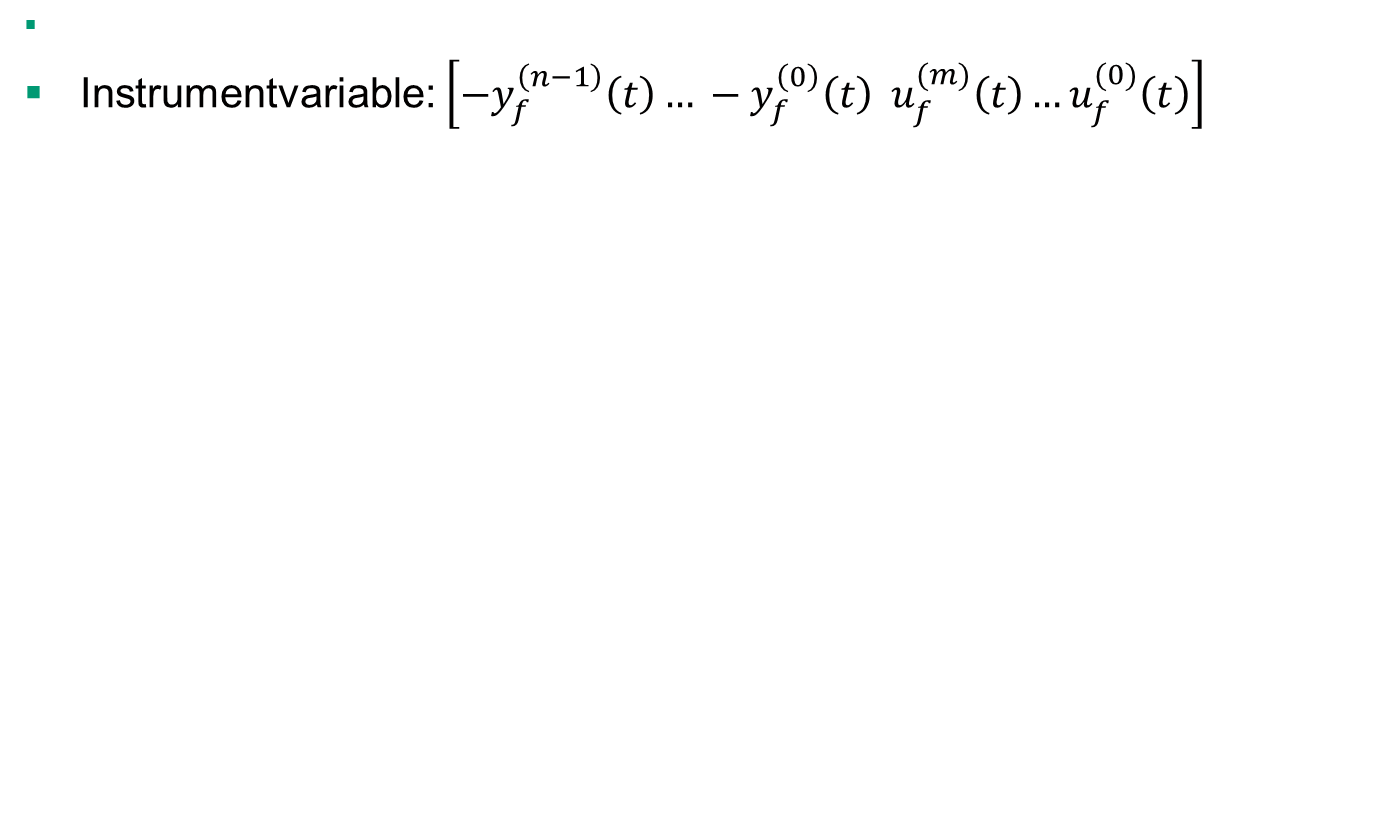 ▪
▪ Instrumentvariable: [−y_f^(n−1)(t) … − y_f^(0)(t) u_f^(m)(t) … u_f^(0)(t)]